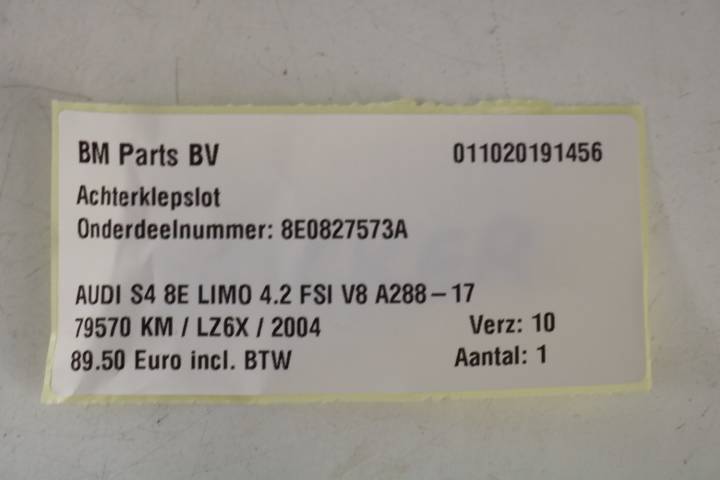 BM Parts BV 011020191456
Achterklepslot
Onderdeelnummer: 8E0827573A
AUDI S4 8E LIMO 4.2 FSI V8 A288-17
79570 KM / LZ6X / 2004 Verz: 10
89.50 Euro incl. BTW Aantal: 1